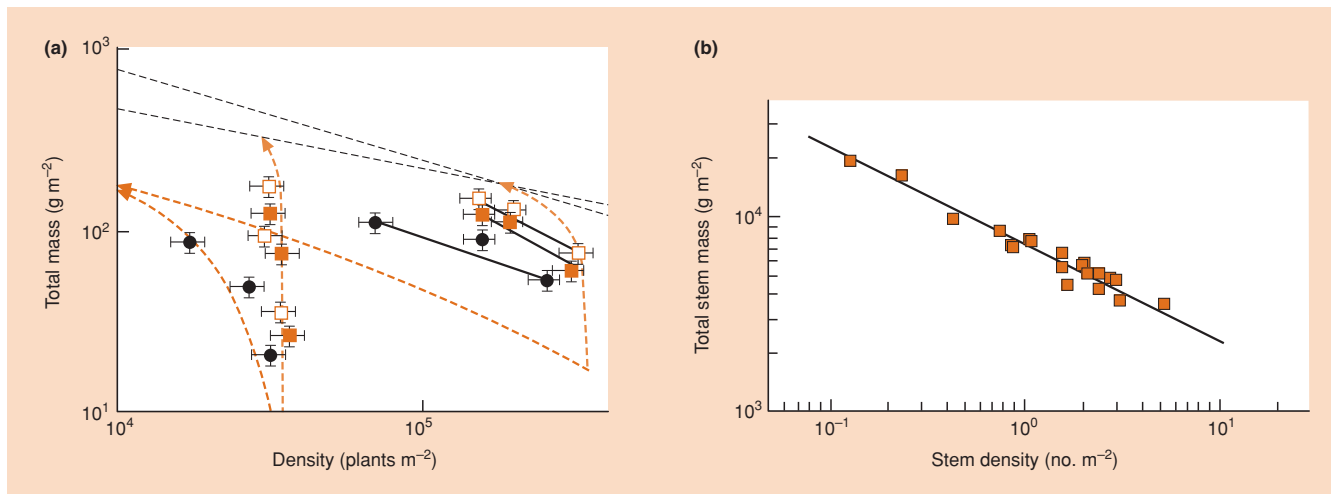 (a)
10³
10²
10¹
Total mass (g m⁻²)
10⁴
10⁵
Density (plants m⁻²)
(b)
10⁴
10³
Total stem mass (g m⁻²)
10⁻¹
10⁰
10¹
Stem density (no. m⁻²)